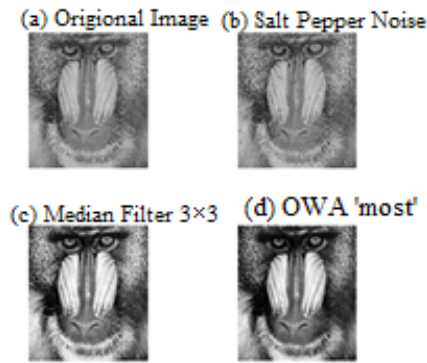 (a) Origional Image
(b) Salt Pepper Noise
(c) Median Filter 3×3
(d) OWA 'most'